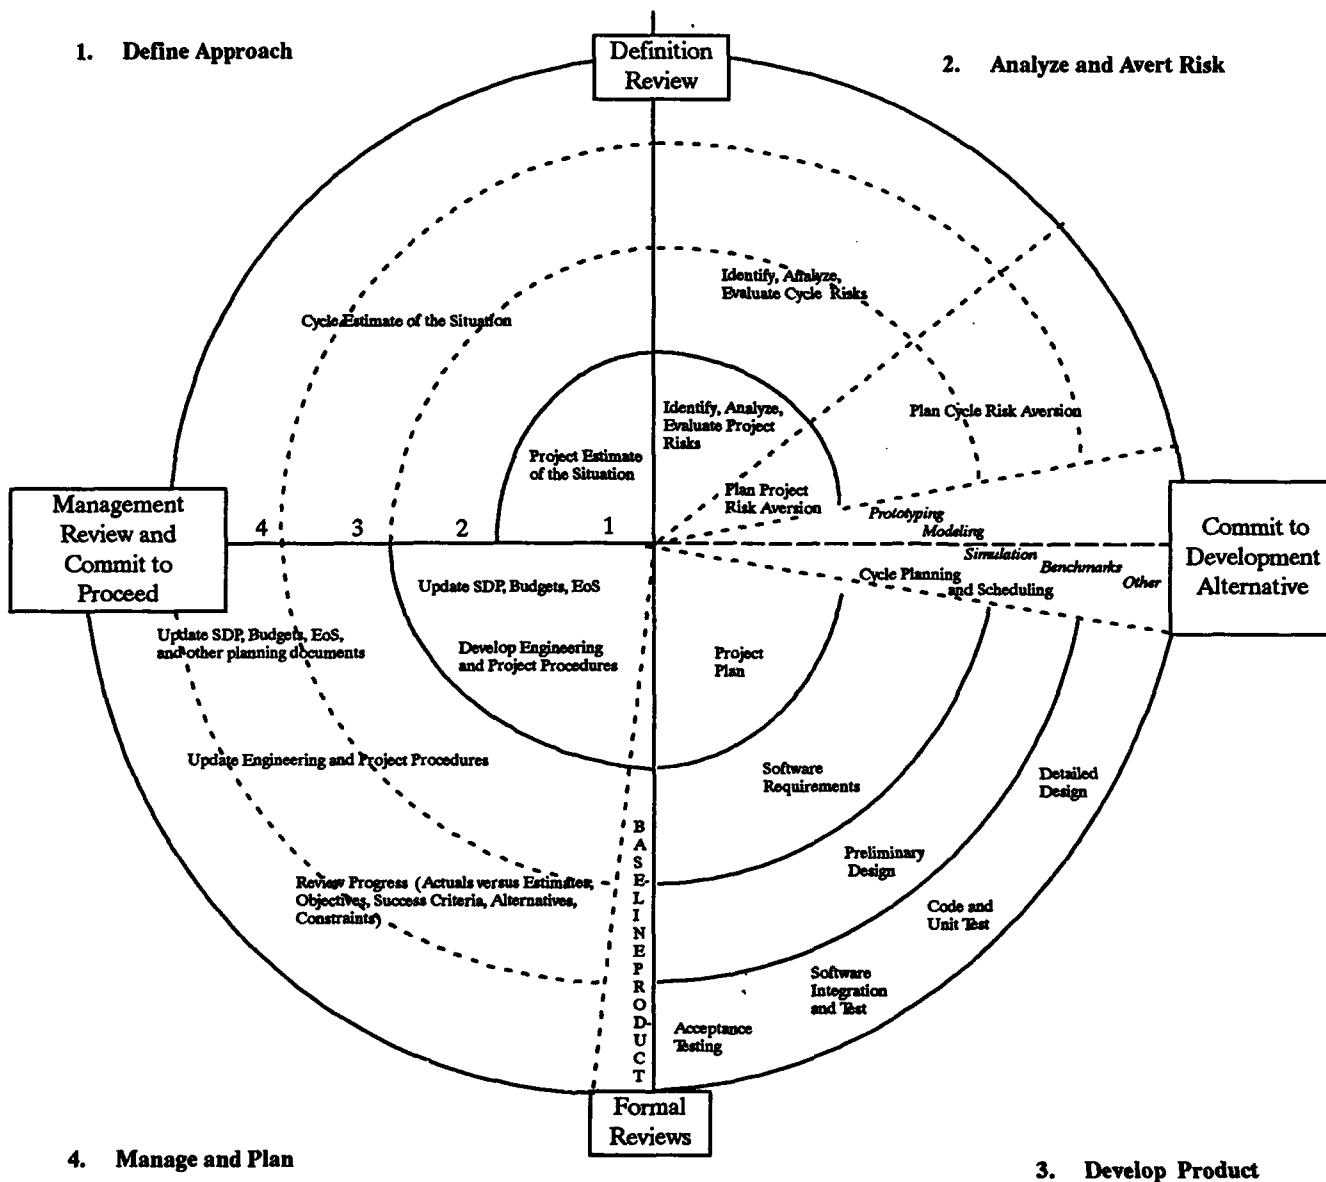 1. Define Approach
Definition
Review
2. Analyze and Avert Risk
Identify, Analyze,
Evaluate Cycle Risks
Cycle Estimate of the Situation
Identify, Analyze,
Evaluate Project
Risks
Plan Cycle Risk Aversion
Project Estimate
of the Situation
Plan Project
Risk Aversion
Management
Review and
Commit to
Proceed
4 3 2 1
Prototyping
Modeling
Simulation
Benchmarks
Other
Commit to
Development
Alternative
Cycle Planning
and Scheduling
Update SDP, Budgets, EoS
Update SDP, Budgets, EoS,
and other planning documents
Develop Engineering
and Project Procedures
Project
Plan
Update Engineering and Project Procedures
Software
Requirements
Detailed
Design
BASE-LINEPRODUCT
Preliminary
Design
Review Progress (Actuals versus Estimates,
Objectives, Success Criteria, Alternatives,
Constraints)
Code and
Unit Test
Software
Integration
and Test
Acceptance
Testing
Formal
Reviews
4. Manage and Plan
3. Develop Product